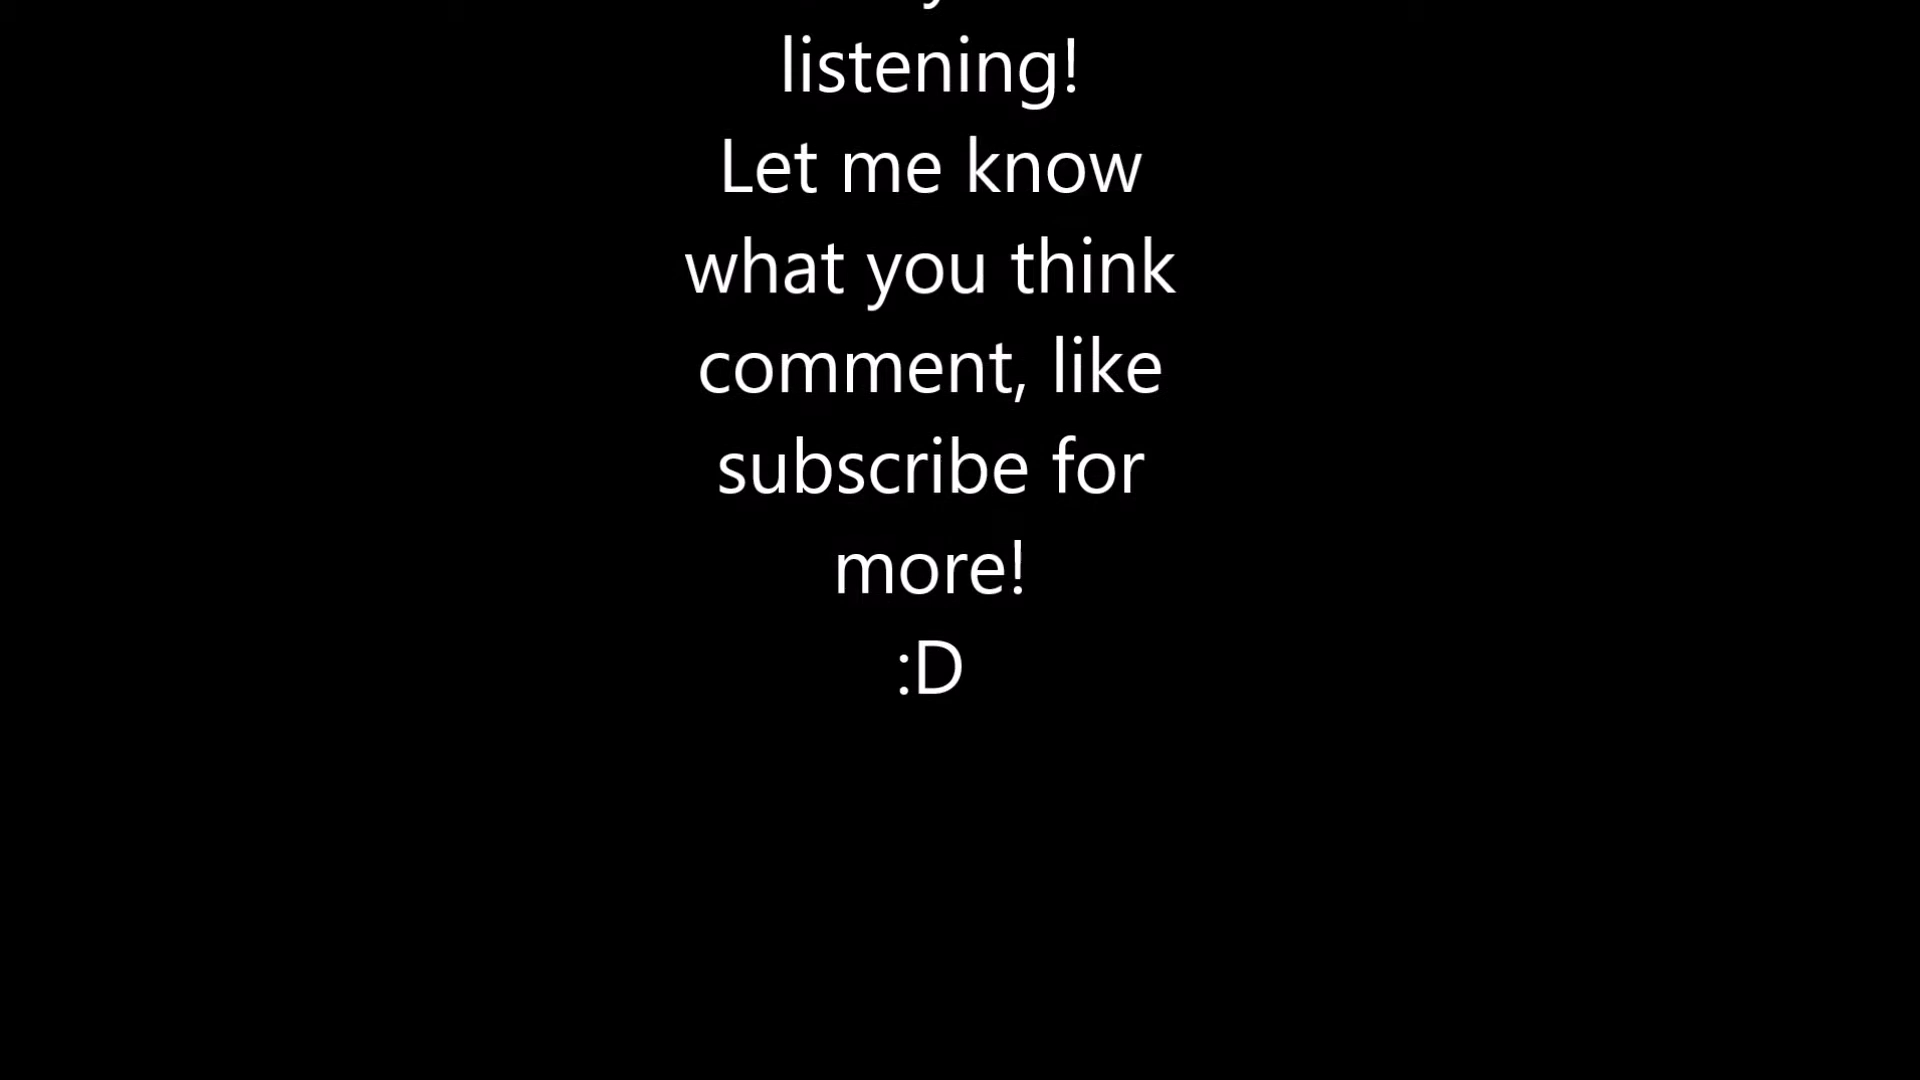 listening!
Let me know
what you think
comment, like
subscribe for
more!
:D